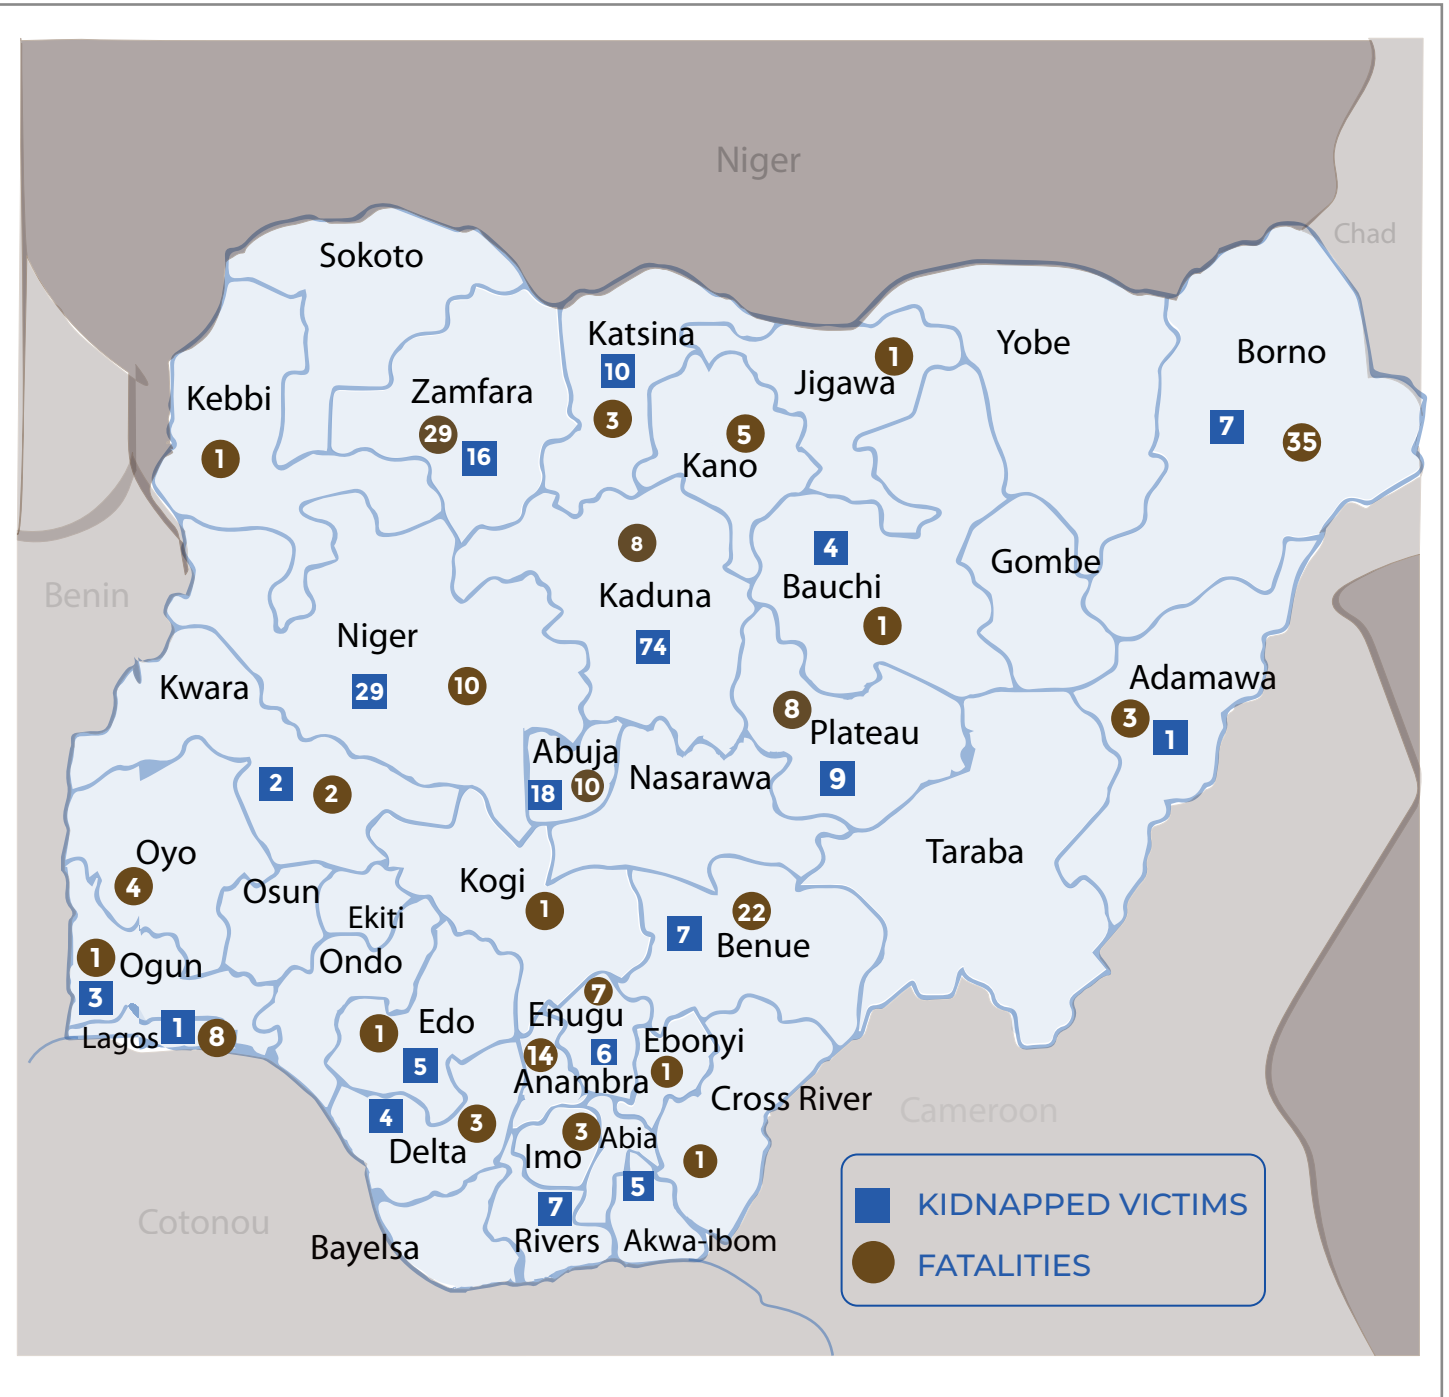 Niger
Chad
Sokoto
Katsina
10
3
Jigawa
1
Yobe
Borno
7
35
Kebbi
1
Zamfara
29
16
Kano
5
Kaduna
8
74
Bauchi
4
1
Gombe
Benin
Niger
29
10
Kwara
2
2
Abuja
18
10
Nasarawa
Plateau
8
9
Adamawa
3
1
Taraba
Oyo
4
Osun
Ekiti
Kogi
1
Benue
7
22
Ogun
1
3
Ondo
Lagos
1
8
Edo
1
5
Enugu
7
6
Ebonyi
1
Anambra
14
Cross River
1
Cameroon
Delta
4
3
Imo
3
Abia
Rivers
7
Akwa-ibom
5
Bayelsa
Cotonou
KIDNAPPED VICTIMS
FATALITIES